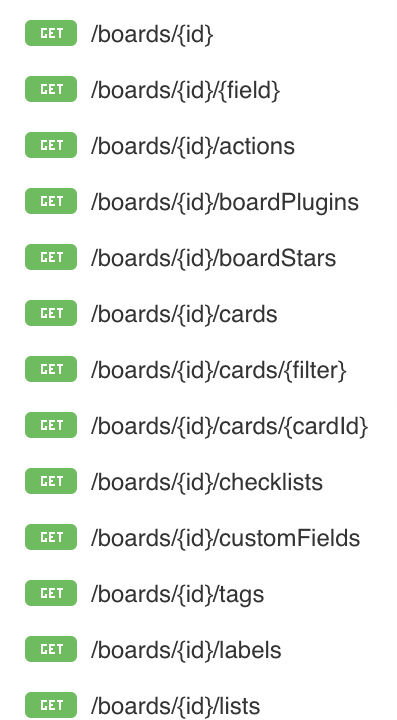 GET /boards/{id}
GET /boards/{id}/{field}
GET /boards/{id}/actions
GET /boards/{id}/boardPlugins
GET /boards/{id}/boardStars
GET /boards/{id}/cards
GET /boards/{id}/cards/{filter}
GET /boards/{id}/cards/{cardId}
GET /boards/{id}/checklists
GET /boards/{id}/customFields
GET /boards/{id}/tags
GET /boards/{id}/labels
GET /boards/{id}/lists